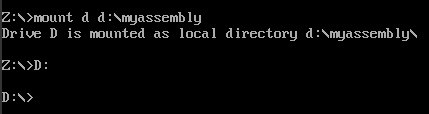 Z:\>mount d d:\myassembly
Drive D is mounted as local directory d:\myassembly\
Z:\>D:
D:\>